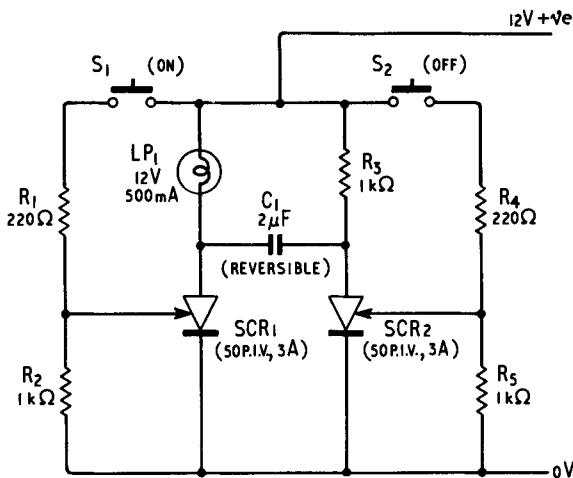 12V +ve
S1 (ON)
S2 (OFF)
LP1
12V
500mA
R3
1kΩ
R1
220Ω
C1
2µF
(REVERSIBLE)
R4
220Ω
SCR1
(50P.I.V., 3A)
SCR2
(50P.I.V., 3A)
R2
1kΩ
R5
1kΩ
0V